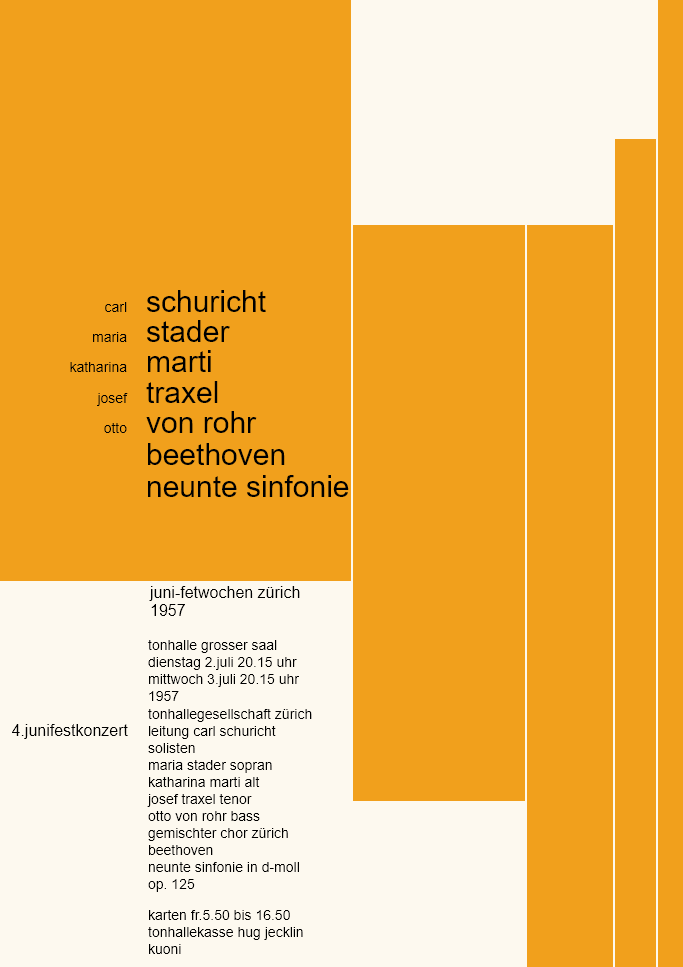 carl schuricht
maria stader
katharina marti
josef traxel
otto von rohr
beethoven
neunte sinfonie
juni-fetwochen zürich
1957
tonhalle grosser saal
dienstag 2.juli 20.15 uhr
mittwoch 3.juli 20.15 uhr
1957
tonhallegesellschaft zürich
4.junifestkonzert
leitung carl schuricht
solisten
maria stader sopran
katharina marti alt
josef traxel tenor
otto von rohr bass
gemischter chor zürich
beethoven
neunte sinfonie in d-moll
op. 125
karten fr.5.50 bis 16.50
tonhallekasse hug jecklin
kuoni